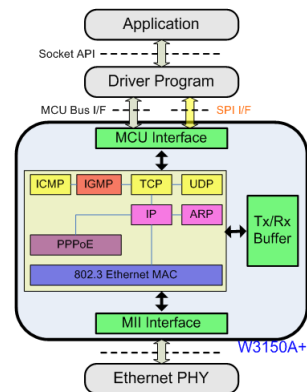 Application
Socket API
Driver Program
MCU Bus I/F
SPI I/F
MCU Interface
ICMP
IGMP
TCP
UDP
IP
ARP
PPPoE
Tx/Rx
Buffer
802.3 Ethernet MAC
MII Interface
W3150A+
Ethernet PHY